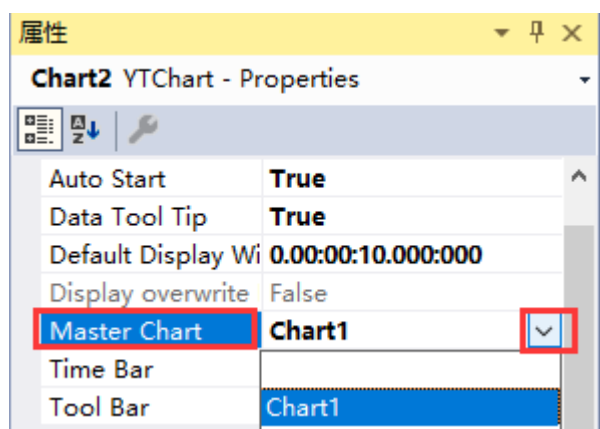 属性
Chart2 YTChart - Properties
Auto Start True
Data Tool Tip True
Default Display Wi 0.00:00:10.000:000
Display overwrite False
Master Chart Chart1
Time Bar
Tool Bar Chart1